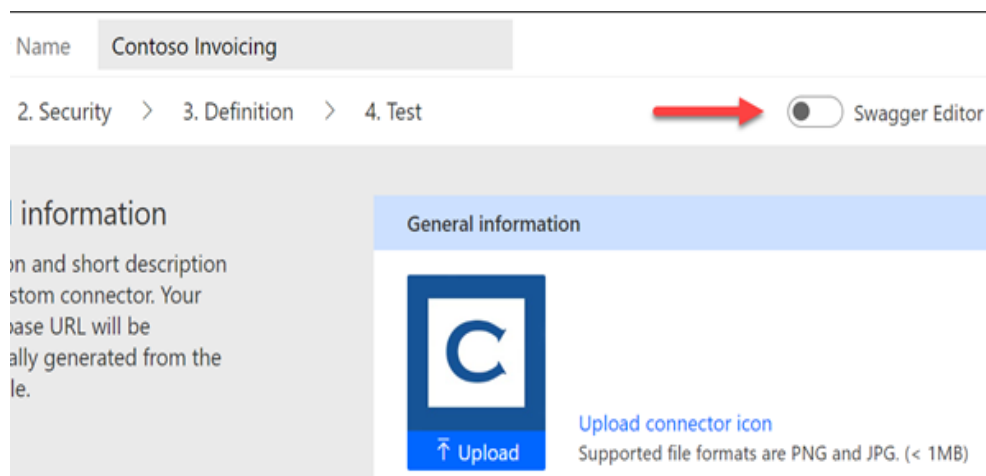 Name Contoso Invoicing
2. Security > 3. Definition > 4. Test Swagger Editor
information
on and short description
stom connector. Your
base URL will be
ally generated from the
le.
General information
C
Upload
Upload connector icon
Supported file formats are PNG and JPG. (< 1MB)